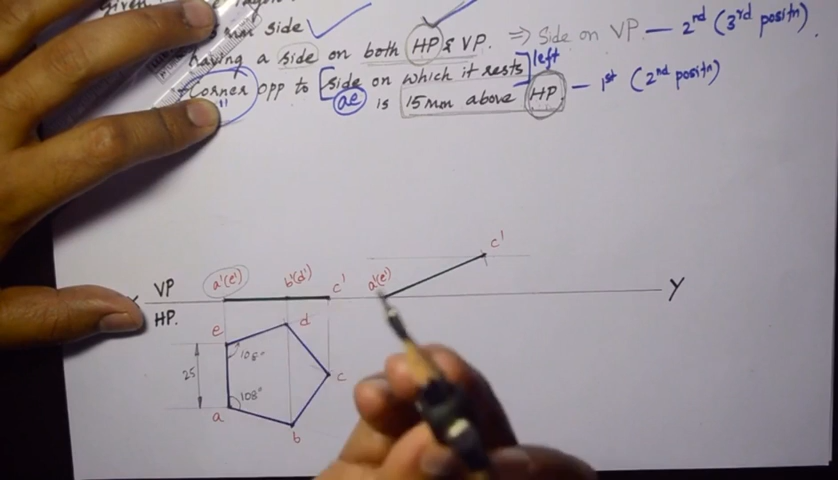 mm side
having a side on both HP & VP. ⇒ Side on VP — 2nd (3rd positn)
Corner opp to [side on which it rests] left
ae is 15mm above HP — 1st (2nd positn)
c'
a'(e') b'(d') c' a'(e')
VP
Y
HP.
e d
108°
25 c
108°
a
b